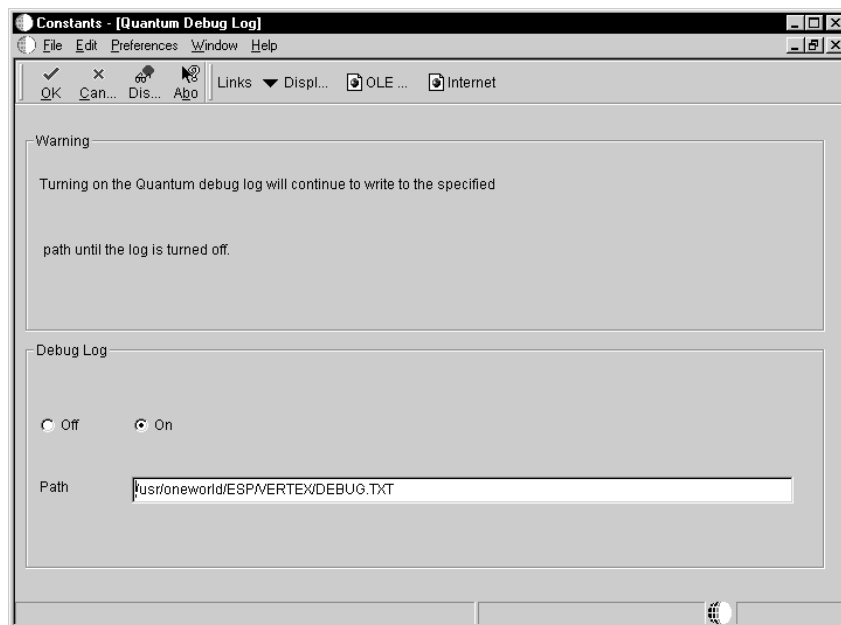 Constants - [Quantum Debug Log]
File Edit Preferences Window Help
OK Can... Dis... Abo Links Displ... OLE ... Internet
Warning
Turning on the Quantum debug log will continue to write to the specified
path until the log is turned off.
Debug Log
Off On
Path /usr/oneworld/ESP/VERTEX/DEBUG.TXT